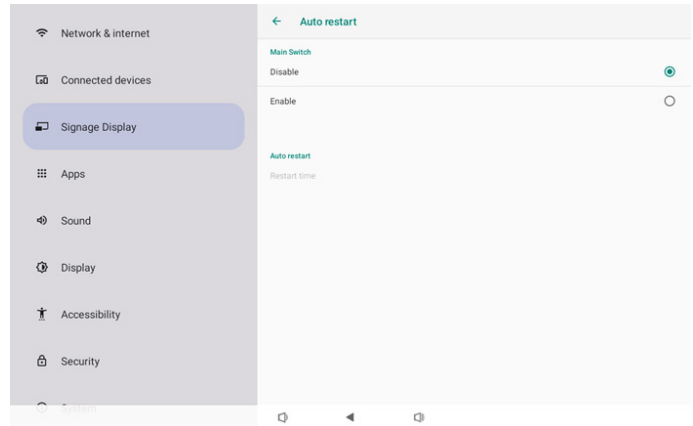 Network & internet
Connected devices
Signage Display
Apps
Sound
Display
Accessibility
Security
System
Auto restart
Main Switch
Disable
Enable
Auto restart
Restart time